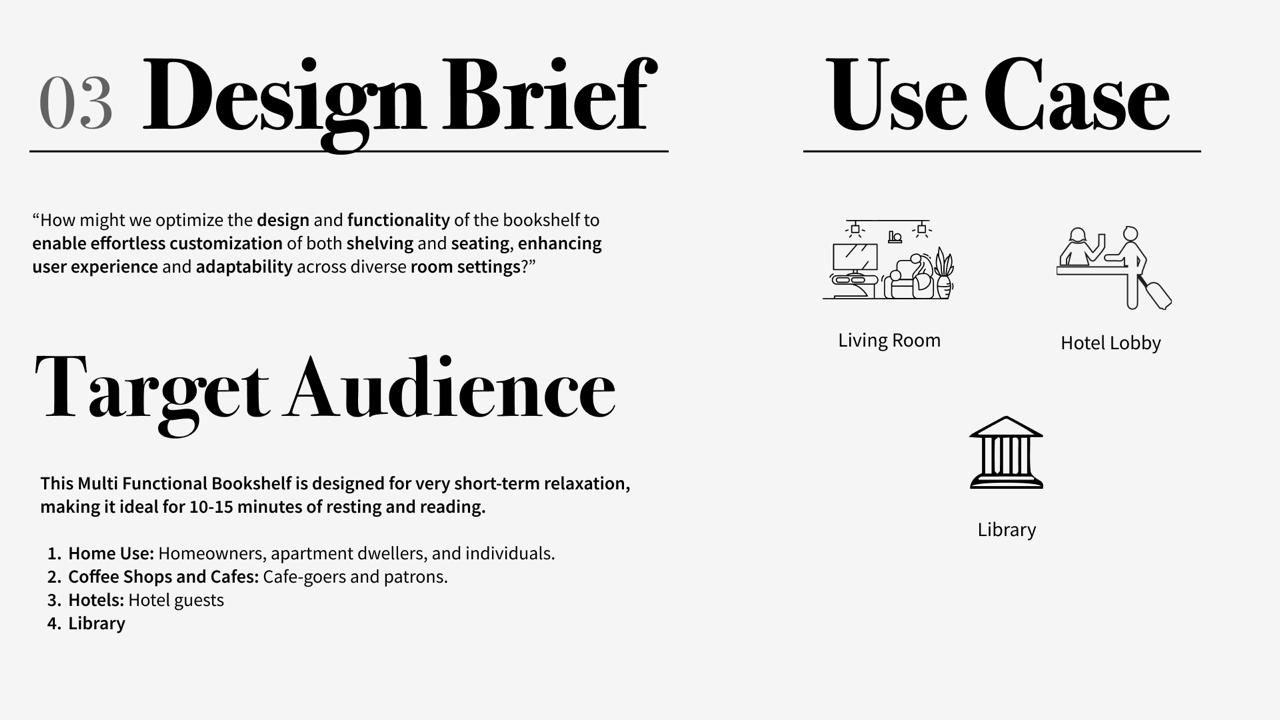 03 Design Brief
“How might we optimize the design and functionality of the bookshelf to
enable effortless customization of both shelving and seating, enhancing
user experience and adaptability across diverse room settings?”
Target Audience
This Multi Functional Bookshelf is designed for very short-term relaxation,
making it ideal for 10-15 minutes of resting and reading.
1. Home Use: Homeowners, apartment dwellers, and individuals.
2. Coffee Shops and Cafes: Cafe-goers and patrons.
3. Hotels: Hotel guests
4. Library
Use Case
Living Room
Hotel Lobby
Library